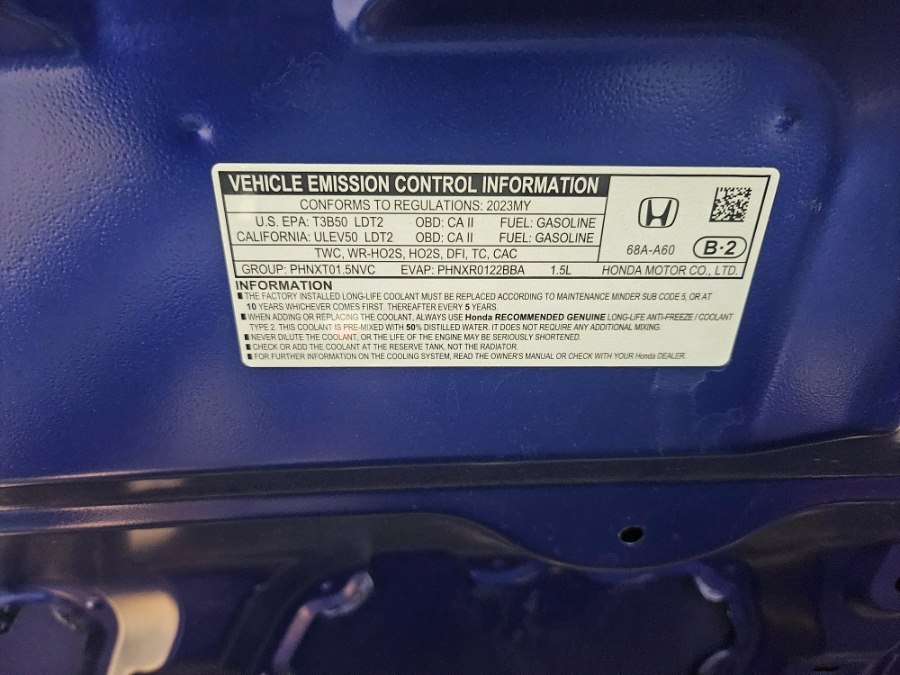 VEHICLE EMISSION CONTROL INFORMATION
CONFORMS TO REGULATIONS: 2023MY
U.S. EPA: T3B50 LDT2 OBD: CA II FUEL: GASOLINE
CALIFORNIA: ULEV50 LDT2 OBD: CA II FUEL: GASOLINE
TWC, WR-HO2S, HO2S, DFI, TC, CAC
GROUP: PHNXT01.5NVC EVAP: PHNXR0122BBA 1.5L
68A-A60 B·2
HONDA MOTOR CO., LTD.
INFORMATION
THE FACTORY INSTALLED LONG-LIFE COOLANT MUST BE REPLACED ACCORDING TO MAINTENANCE MINDER SUB CODE 5, OR AT
10 YEARS WHICHEVER COMES FIRST. THEREAFTER EVERY 5 YEARS.
WHEN ADDING OR REPLACING THE COOLANT, ALWAYS USE Honda RECOMMENDED GENUINE LONG-LIFE ANTI-FREEZE / COOLANT
TYPE 2. THIS COOLANT IS PRE-MIXED WITH 50% DISTILLED WATER. IT DOES NOT REQUIRE ANY ADDITIONAL MIXING.
NEVER DILUTE THE COOLANT, OR THE LIFE OF THE ENGINE MAY BE SERIOUSLY SHORTENED.
CHECK OR ADD THE COOLANT AT THE RESERVE TANK, NOT THE RADIATOR.
FOR FURTHER INFORMATION ON THE COOLING SYSTEM, READ THE OWNER'S MANUAL OR CHECK WITH YOUR Honda DEALER.